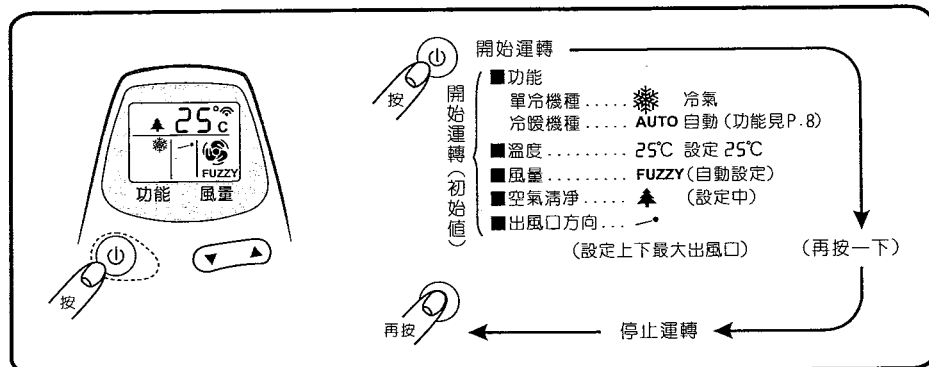 25°C
FUZZY
功能 風量
按
按
開始運轉
開始運轉(初始值)
■功能
單冷機種..... 冷氣
冷暖機種..... AUTO 自動(功能見P.8)
■溫度......... 25℃ 設定 25℃
■風量......... FUZZY(自動設定)
■空氣清淨..... (設定中)
■出風口方向...
(設定上下最大出風口)
(再按一下)
再按
停止運轉